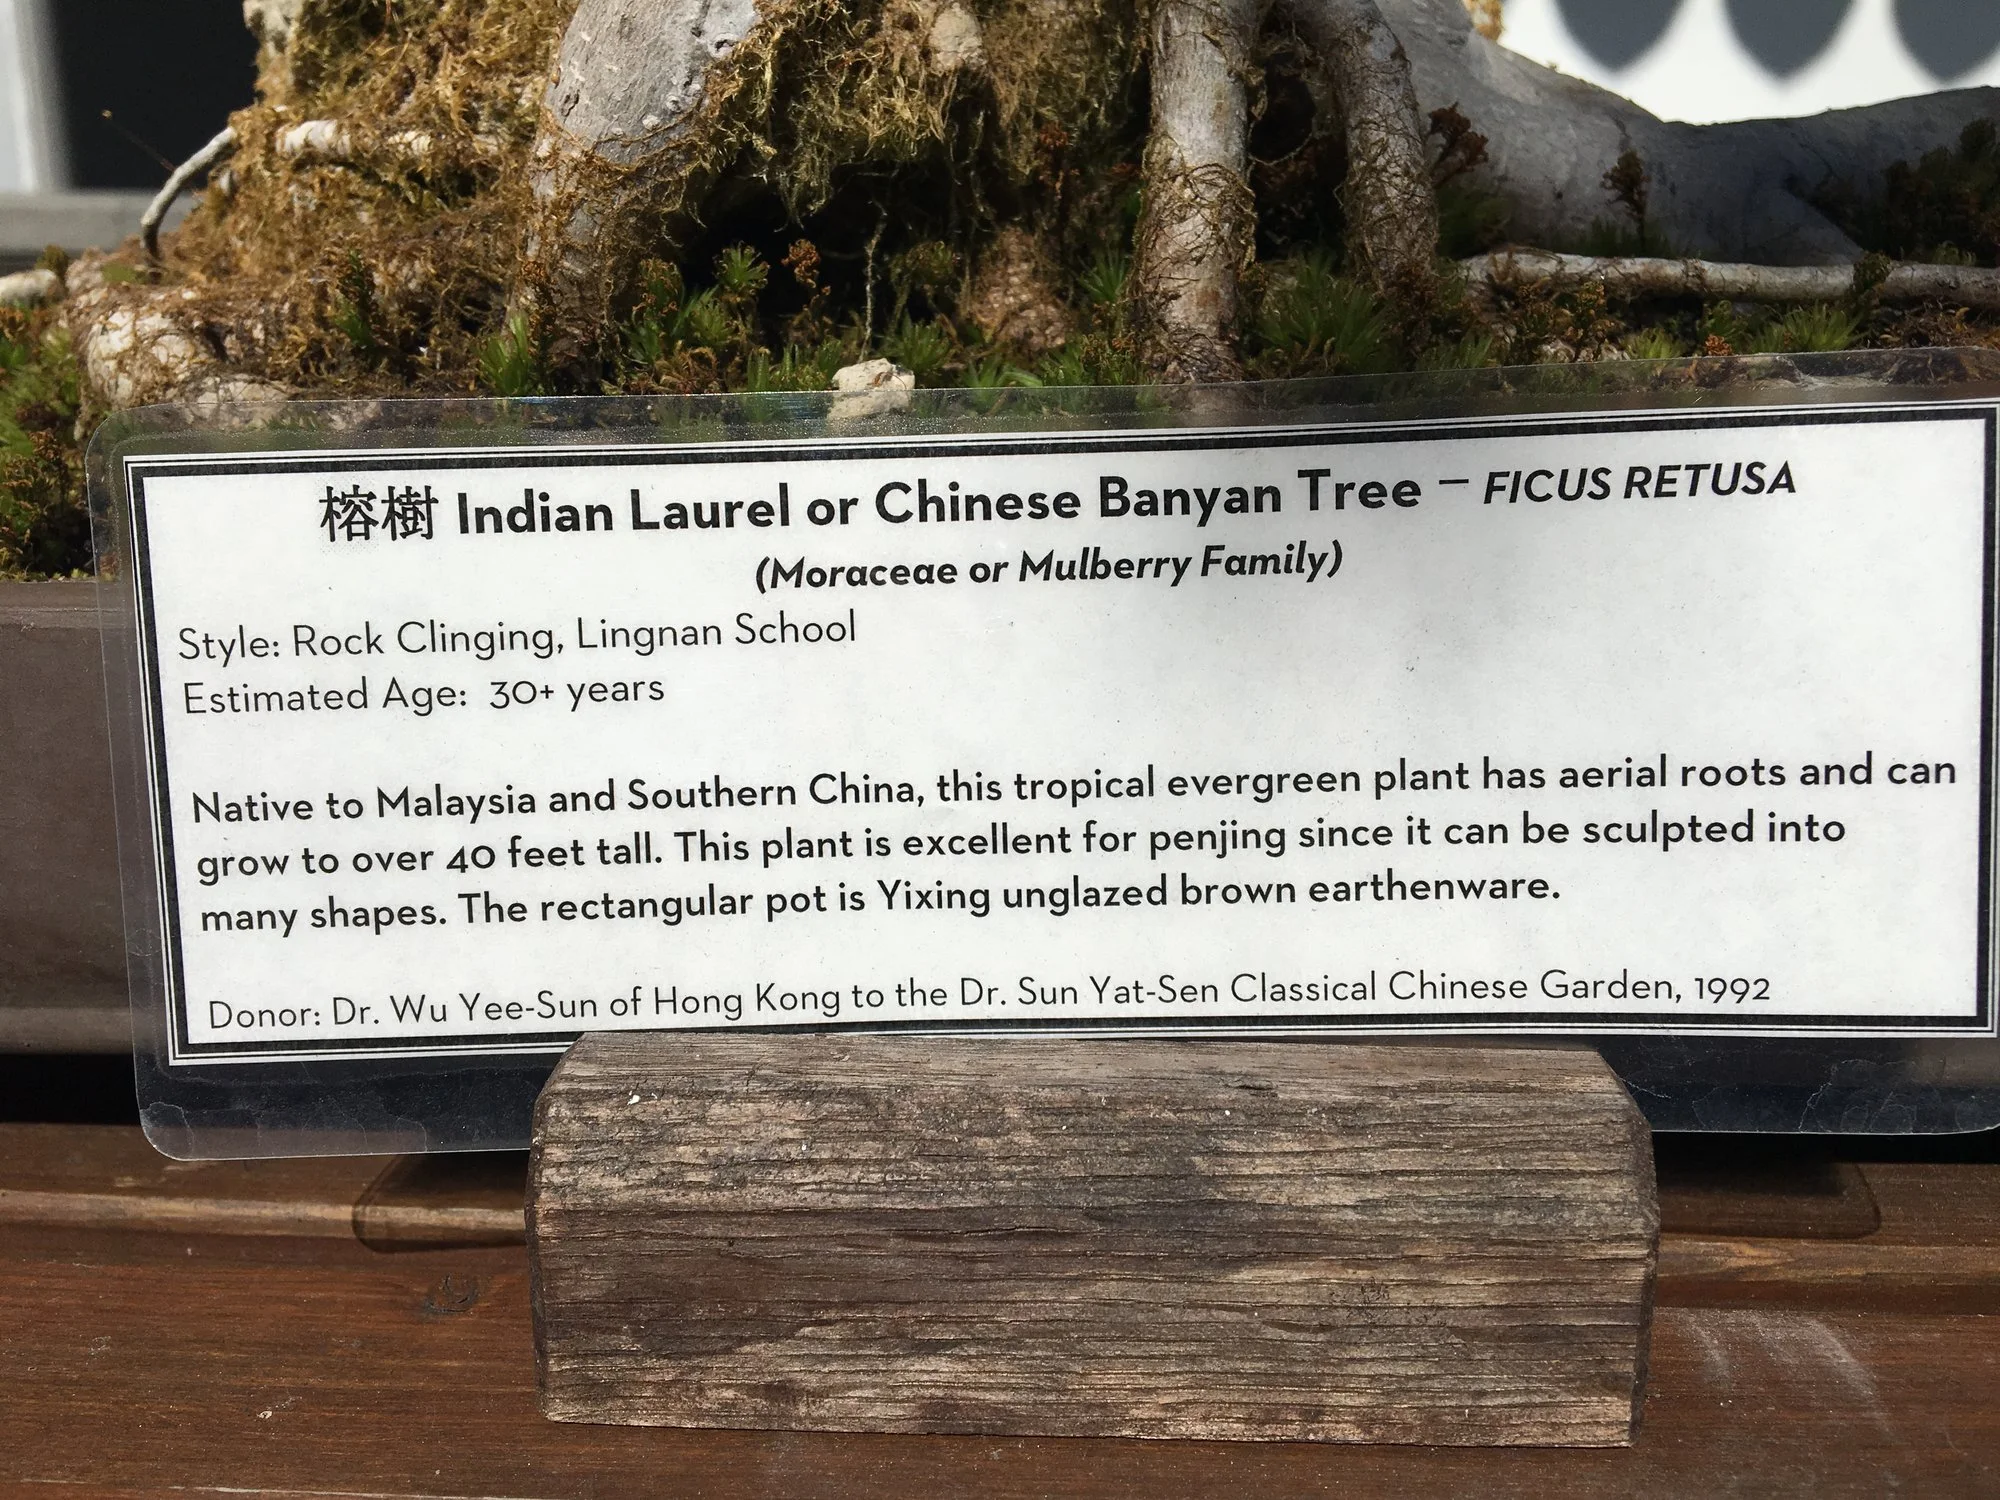 榕樹 Indian Laurel or Chinese Banyan Tree – FICUS RETUSA
(Moraceae or Mulberry Family)
Style: Rock Clinging, Lingnan School
Estimated Age: 30+ years
Native to Malaysia and Southern China, this tropical evergreen plant has aerial roots and can
grow to over 40 feet tall. This plant is excellent for penjing since it can be sculpted into
many shapes. The rectangular pot is Yixing unglazed brown earthenware.
Donor: Dr. Wu Yee-Sun of Hong Kong to the Dr. Sun Yat-Sen Classical Chinese Garden, 1992